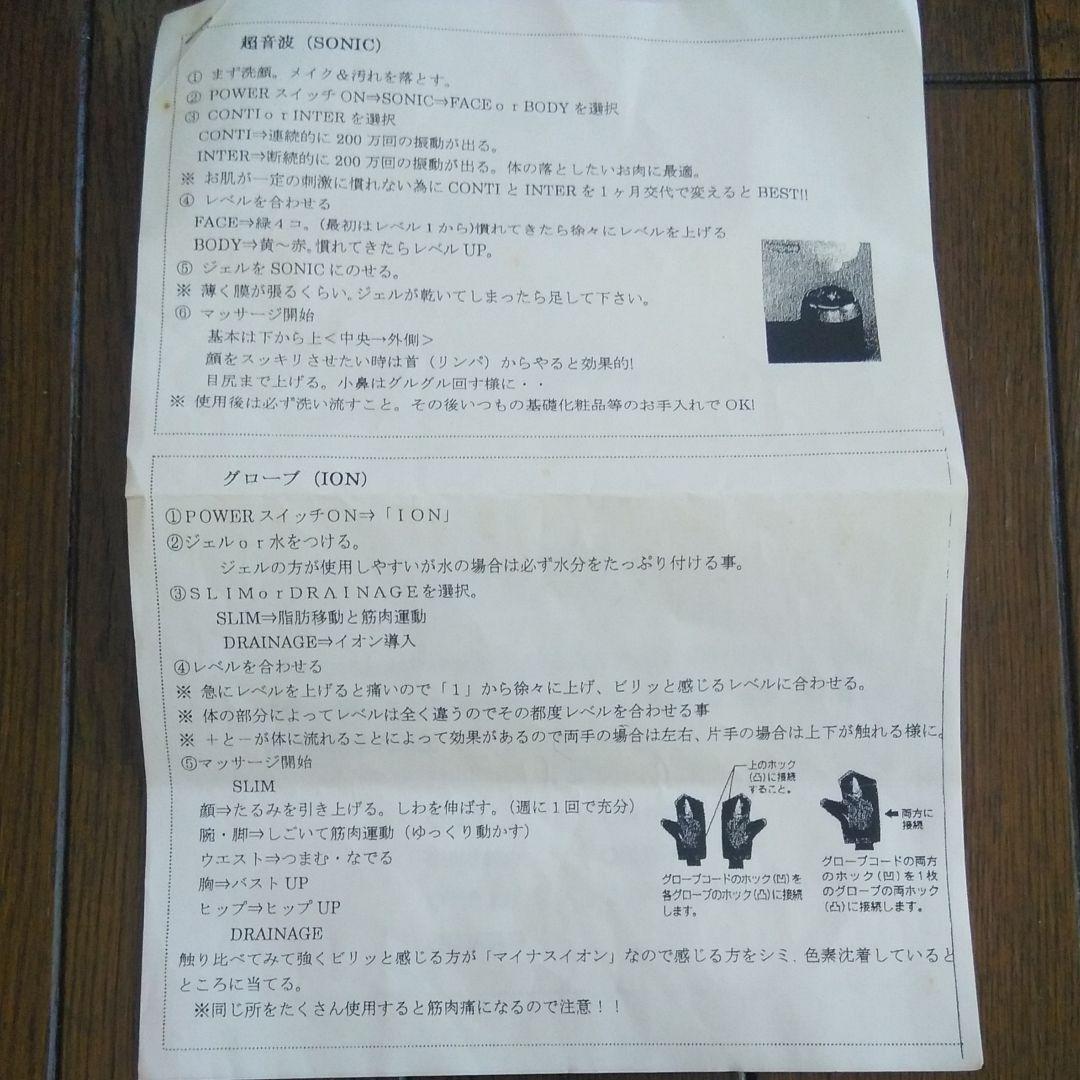 超音波（SONIC）
① まず洗顔。メイク＆汚れを落とす。
② POWER スイッチ ON⇒SONIC⇒FACE o r BODY を選択
③ CONTI o r INTER を選択
CONTI⇒連続的に 200 万回の振動が出る。
INTER⇒断続的に 200 万回の振動が出る。体の落としたいお肉に最適。
※ お肌が一定の刺激に慣れない為に CONTI と INTER を１ヶ月交代で変えると BEST!!
④ レベルを合わせる
FACE⇒緑４コ。(最初はレベル１から)慣れてきたら徐々にレベルを上げる
BODY⇒黄～赤。慣れてきたらレベル UP。
⑤ ジェルを SONIC にのせる。
※ 薄く膜が張るくらい。ジェルが乾いてしまったら足して下さい。
⑥ マッサージ開始
基本は下から上＜中央→外側＞
顔をスッキリさせたい時は首（リンパ）からやると効果的!
目尻まで上げる。小鼻はグルグル回す様に・・
※ 使用後は必ず洗い流すこと。その後いつもの基礎化粧品等のお手入れで OK!
グローブ（ION）
①ＰOWER スイッチＯＮ⇒「ＩＯＮ」
②ジェルｏｒ水をつける。
ジェルの方が使用しやすいが水の場合は必ず水分をたっぷり付ける事。
③ＳＬＩＭｏｒＤＲＡＩＮＡＧＥを選択。
SLIM⇒脂肪移動と筋肉運動
DRAINAGE⇒イオン導入
④レベルを合わせる
※ 急にレベルを上げると痛いので「１」から徐々に上げ、ビリッと感じるレベルに合わせる。
※ 体の部分によってレベルは全く違うのでその都度レベルを合わせる事
※ ＋と－が体に流れることによって効果があるので両手の場合は左右、片手の場合は上下が触れる様に。
⑤マッサージ開始
SLIM
顔⇒たるみを引き上げる。しわを伸ばす。（週に１回で充分）
腕・脚⇒しごいて筋肉運動（ゆっくり動かす）
ウエスト⇒つまむ・なでる
胸⇒バスト UP
ヒップ⇒ヒップ UP
上のホック
(凸)に接続
すること。
グローブコードのホック(凹)を
各グローブのホック(凸)に接続
します。
両方に
接続
グローブコードの両方
のホック(凹)を１枚
のグローブの両ホック
(凸)に接続します。
DRAINAGE
触り比べてみて強くビリッと感じる方が「マイナスイオン」なので感じる方をシミ．色素沈着していると
ところに当てる。
※同じ所をたくさん使用すると筋肉痛になるので注意！！